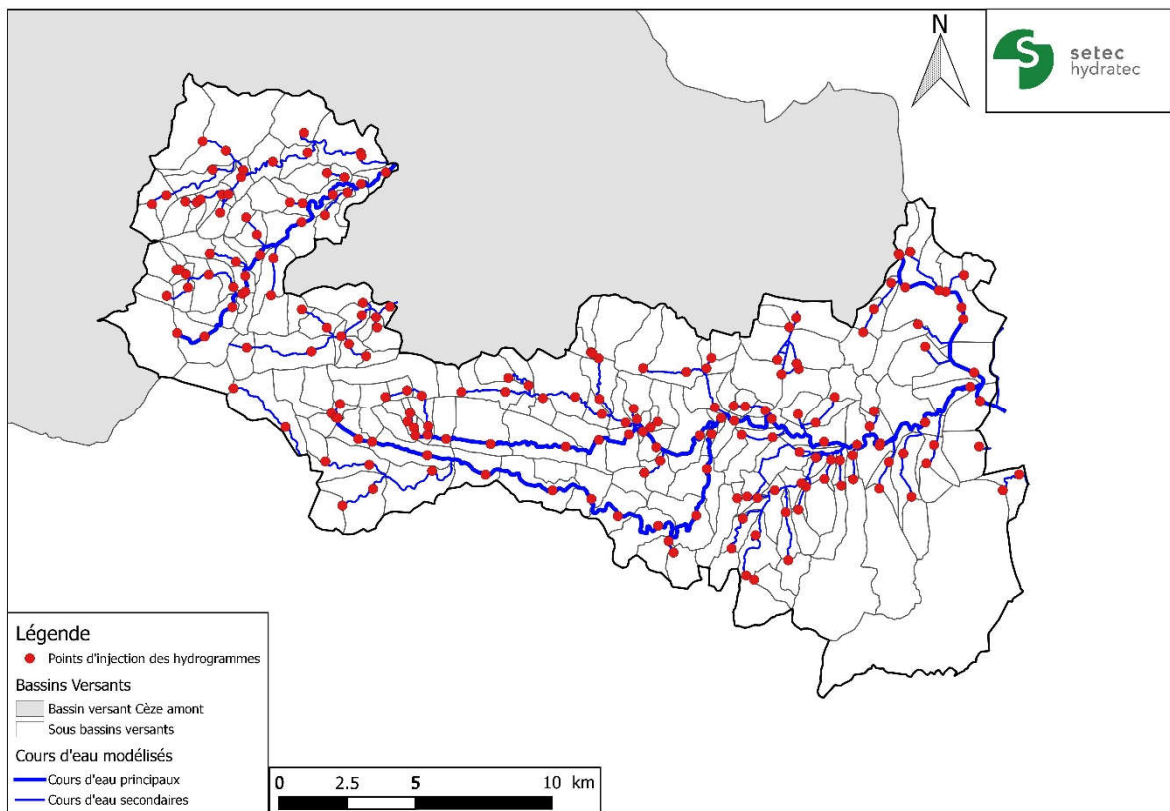 N
setec
hydratec
Légende
Points d'injection des hydrogrammes
Bassins Versants
Bassin versant Cèze amont
Sous bassins versants
Cours d'eau modélisés
Cours d'eau principaux
Cours d'eau secondaires
0 2.5 5 10 km